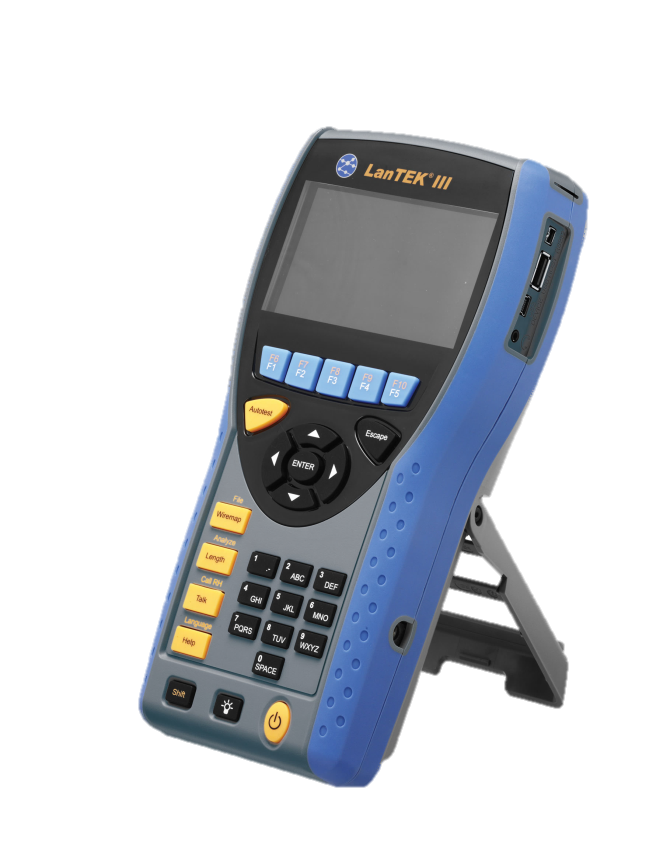 LanTEK® III
F6 F7 F8 F9 F10
F1 F2 F3 F4 F5
Autotest
Escape
ENTER
File
Wiremap
Analyze
Length
Call RH
Talk
Language
Help
1 .- 2 ABC 3 DEF
4 GHI 5 JKL 6 MNO
7 PQRS 8 TUV 9 WXYZ
0 SPACE
Shift